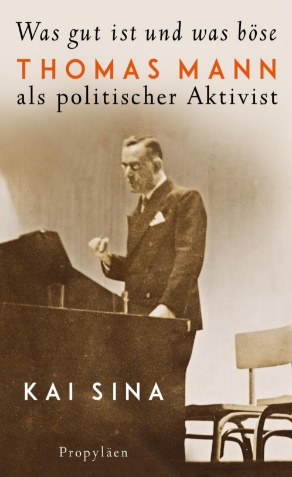 Was gut ist und was böse
THOMAS MANN
als politischer Aktivist
KAI SINA
Propyläen